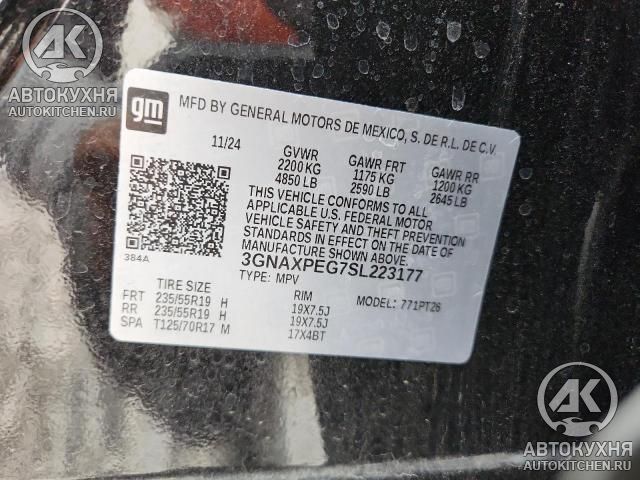 АК
АВТОКУХНЯ
AUTOKITCHEN.RU
gm
MFD BY GENERAL MOTORS DE MEXICO, S. DE R.L. DE C.V.
11/24 GVWR GAWR FRT GAWR RR
2200 KG 1175 KG 1200 KG
4850 LB 2590 LB 2645 LB
THIS VEHICLE CONFORMS TO ALL
APPLICABLE U.S. FEDERAL MOTOR
VEHICLE SAFETY AND THEFT PREVENTION
STANDARDS IN EFFECT ON THE DATE OF
MANUFACTURE SHOWN ABOVE.
384A
3GNAXPEG7SL223177
TYPE: MPV
TIRE SIZE RIM MODEL: 771PT26
FRT 235/55R19 H 19X7.5J
RR 235/55R19 H 19X7.5J
SPA T125/70R17 M 17X4BT
АК
АВТОКУХНЯ
AUTOKITCHEN.RU